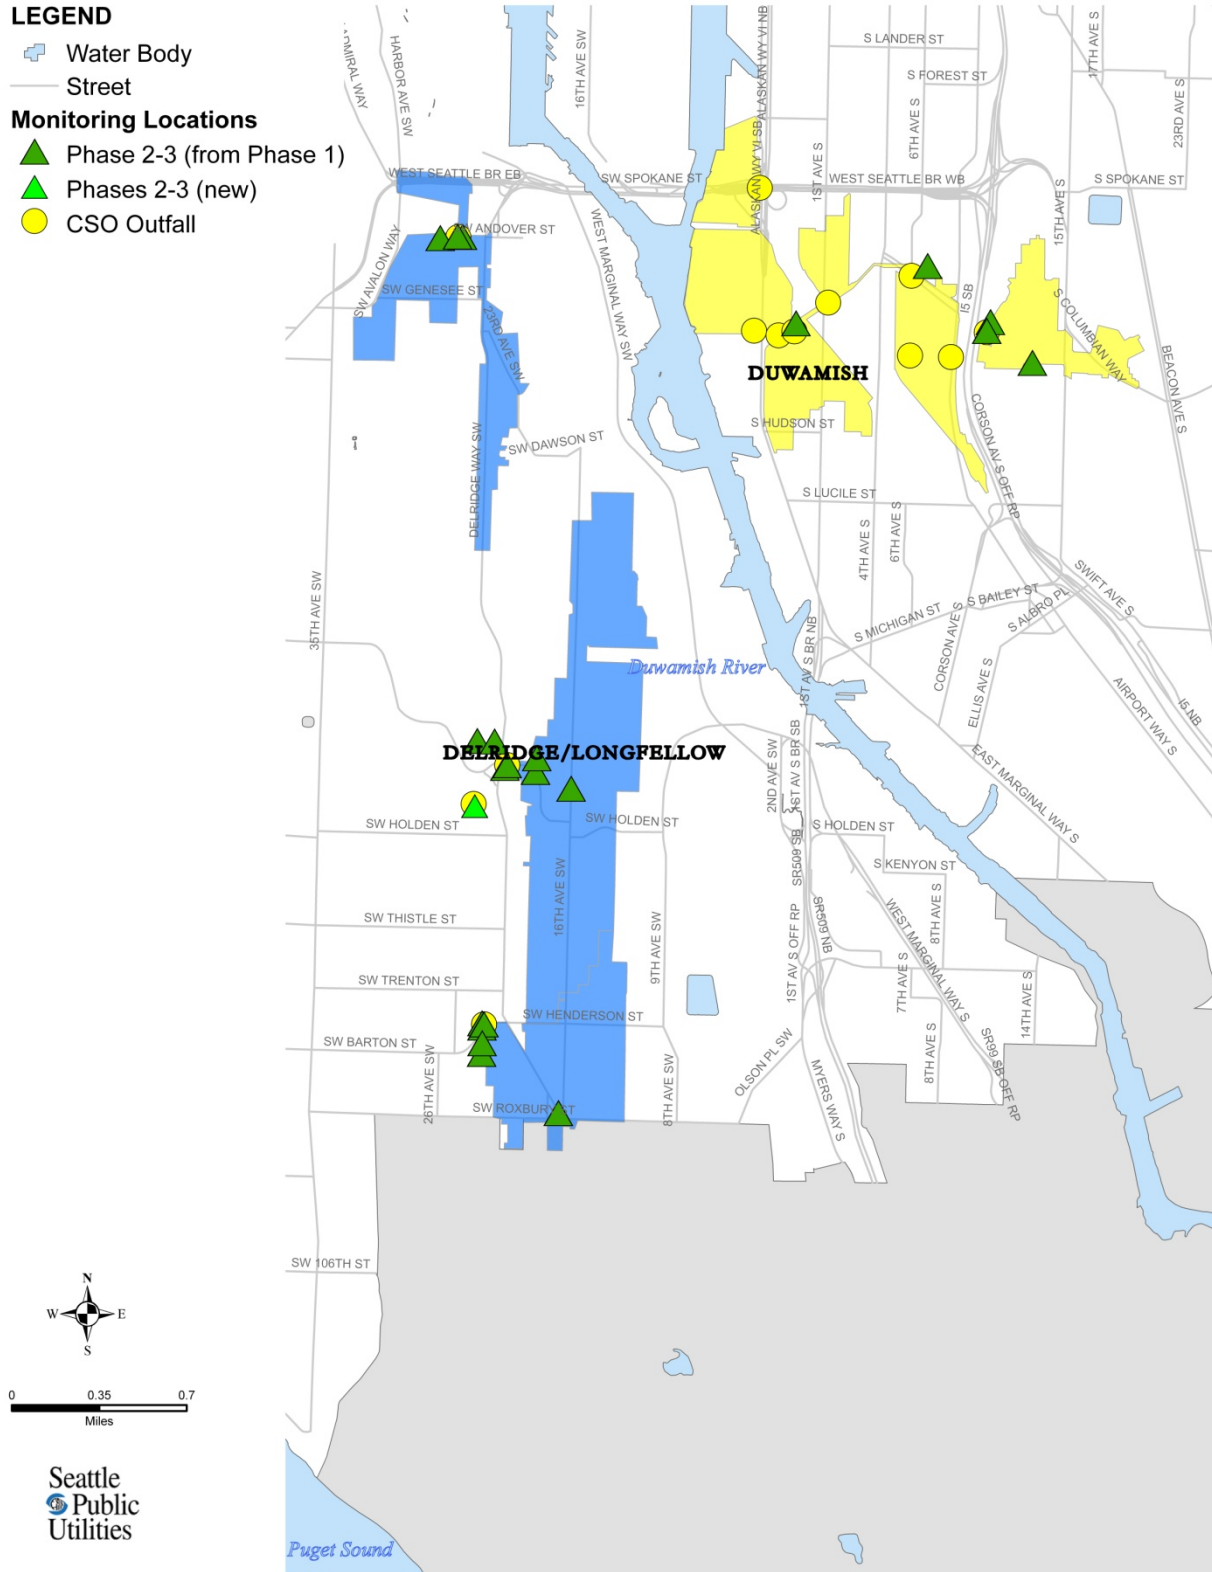 LEGEND
Water Body
Street
Monitoring Locations
Phase 2-3 (from Phase 1)
Phases 2-3 (new)
CSO Outfall
ADMIRAL WAY
HARBOR AVE SW
16TH AVE SW
ALASKAN WY VI NB
ALASKAN WY VI SB
1ST AVE S
S LANDER ST
S FOREST ST
6TH AVE S
17TH AVE S
23RD AVE S
WEST SEATTLE BR EB
SW SPOKANE ST
WEST SEATTLE BR WB
S SPOKANE ST
15TH AVE S
SW ANDOVER ST
SW AVALON WAY
WEST MARGINAL WAY SW
SW GENESEE ST
23RD AVE SW
I5 SB
S COLUMBIAN WAY
BEACON AVE S
DUWAMISH
S HUDSON ST
CORSON AV S OFF RP
SW DAWSON ST
DELRIDGE WAY SW
S LUCILE ST
4TH AVE S
6TH AVE S
35TH AVE SW
SWIFT AVE S
S BAILEY ST
S ALBRO PL
S MICHIGAN ST
CORSON AVE S
1ST AV S BR NB
ELLIS AVE S
Duwamish River
AIRPORT WAY S
I5 NB
DELRIDGE/LONGFELLOW
2ND AVE SW
1ST AV S BR SB
EAST MARGINAL WAY S
SW HOLDEN ST
SW HOLDEN ST
S HOLDEN ST
SR509 SB
S KENYON ST
16TH AVE SW
SW THISTLE ST
9TH AVE SW
1ST AV S OFF RP
SR509 NB
WEST MARGINAL WAY S
8TH AVE S
7TH AVE S
14TH AVE S
SW TRENTON ST
SW HENDERSON ST
SW BARTON ST
26TH AVE SW
8TH AVE SW
OLSON PL SW
MYERS WAY S
8TH AVE S
SR99 SB OFF RP
SW ROXBURY ST
SW 106TH ST
N
W E
S
0 0.35 0.7
Miles
Seattle
Public
Utilities
Puget Sound